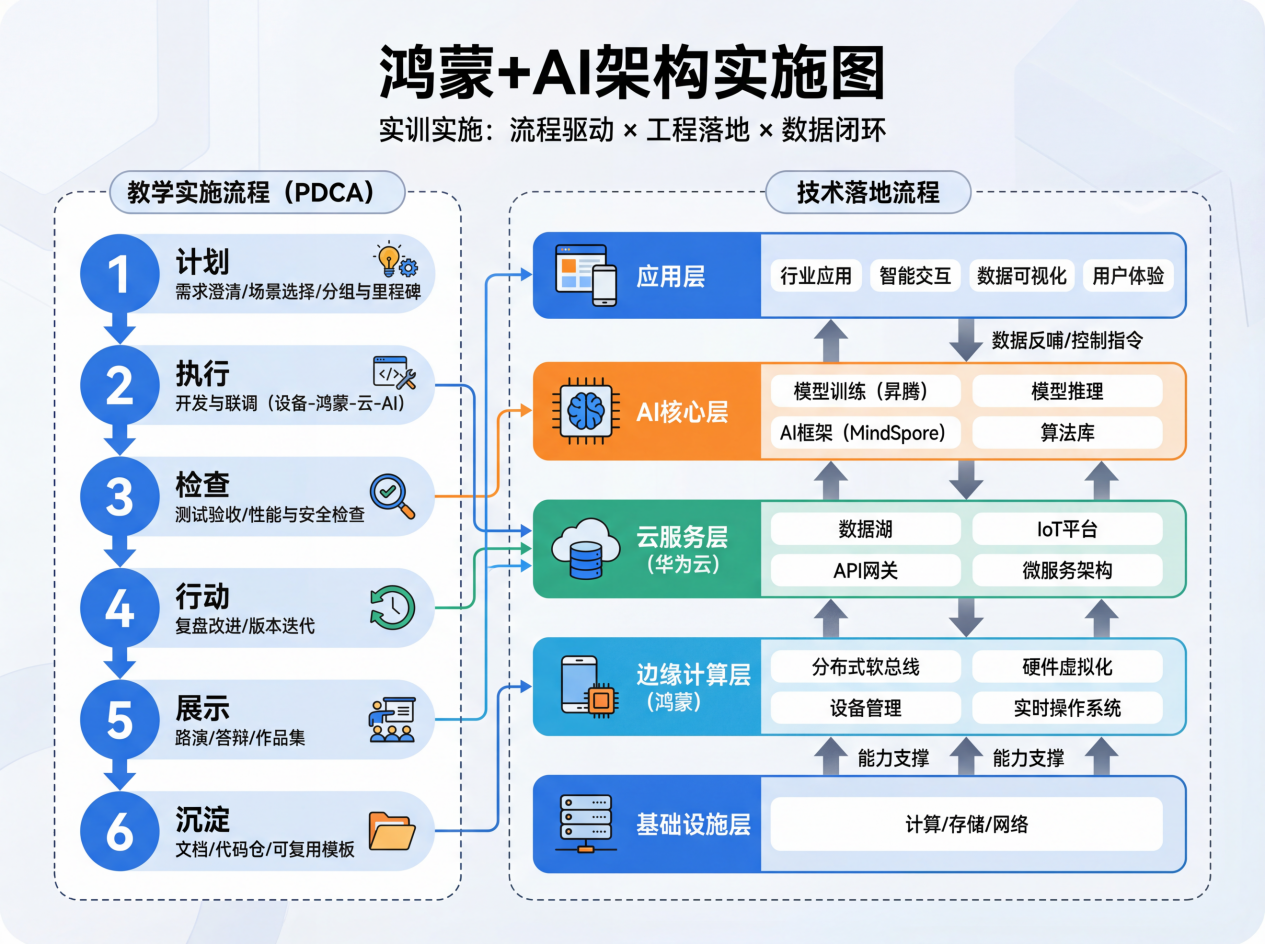 鸿蒙+AI架构实施图
实训实施：流程驱动 × 工程落地 × 数据闭环
教学实施流程（PDCA）
1
计划
需求澄清/场景选择/分组与里程碑
2
执行
开发与联调（设备-鸿蒙-云-AI）
</>
3
检查
测试验收/性能与安全检查
4
行动
复盘改进/版本迭代
5
展示
路演/答辩/作品集
6
沉淀
文档/代码仓/可复用模板
技术落地流程
应用层
行业应用
智能交互
数据可视化
用户体验
数据反哺/控制指令
AI核心层
模型训练（昇腾）
模型推理
AI框架（MindSpore）
算法库
云服务层
（华为云）
数据湖
IoT平台
API网关
微服务架构
边缘计算层
（鸿蒙）
分布式软总线
硬件虚拟化
设备管理
实时操作系统
能力支撑
能力支撑
基础设施层
计算/存储/网络